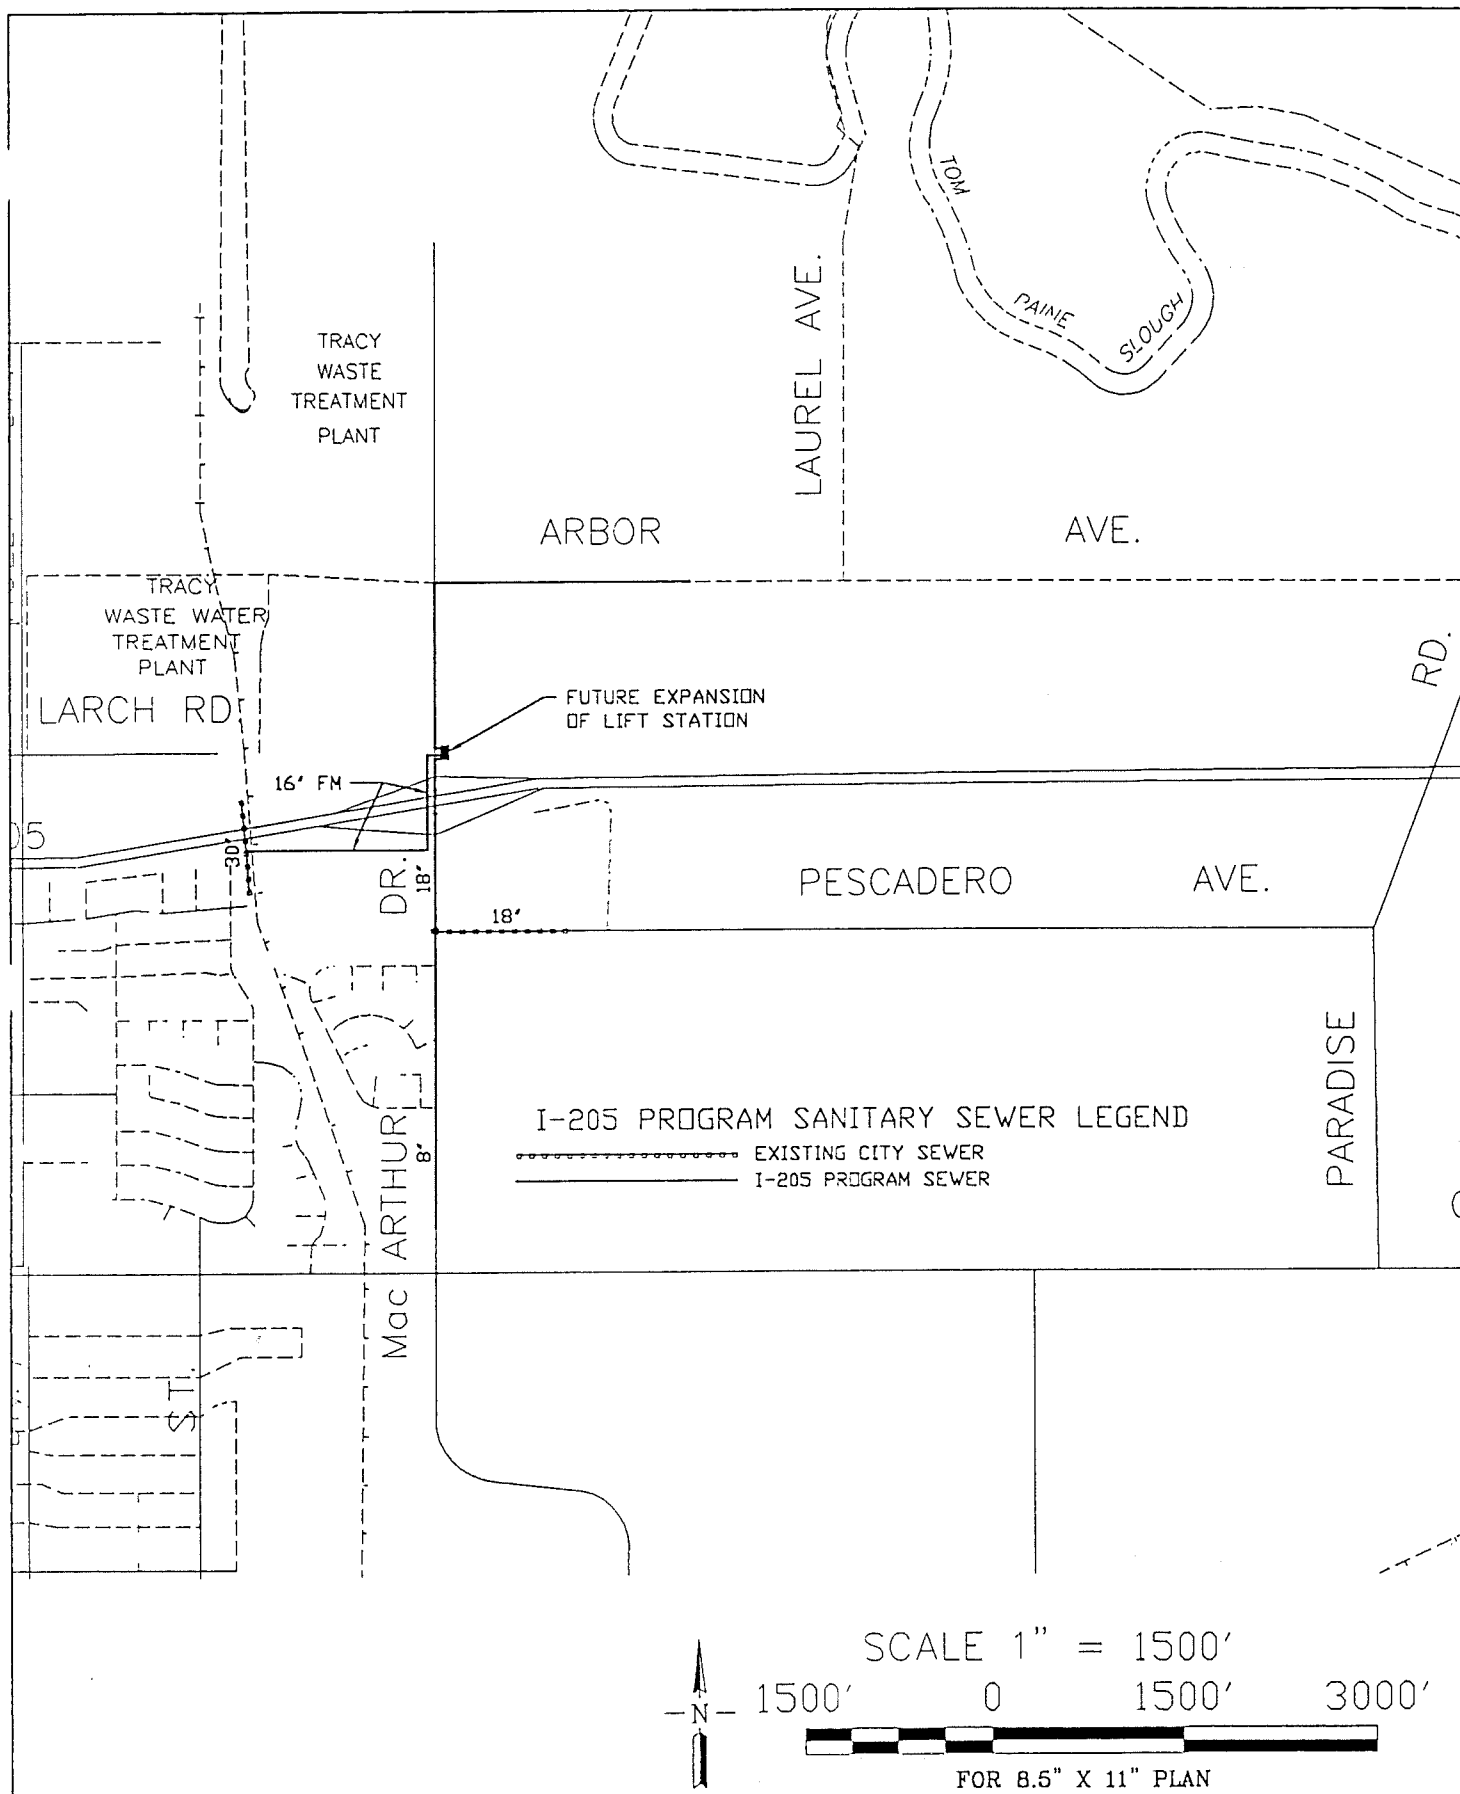 TOM
PAINE
SLOUGH
LAUREL AVE.
TRACY
WASTE
TREATMENT
PLANT
ARBOR AVE.
TRACY
WASTE WATER
TREATMENT
PLANT
LARCH RD
RD.
FUTURE EXPANSION
OF LIFT STATION
16" FM
05
30"
DR.
18"
PESCADERO AVE.
18"
PARADISE
I-205 PROGRAM SANITARY SEWER LEGEND
EXISTING CITY SEWER
I-205 PROGRAM SEWER
8"
Mac ARTHUR
ST.
SCALE 1" = 1500'
N
1500' 0 1500' 3000'
FOR 8.5" X 11" PLAN